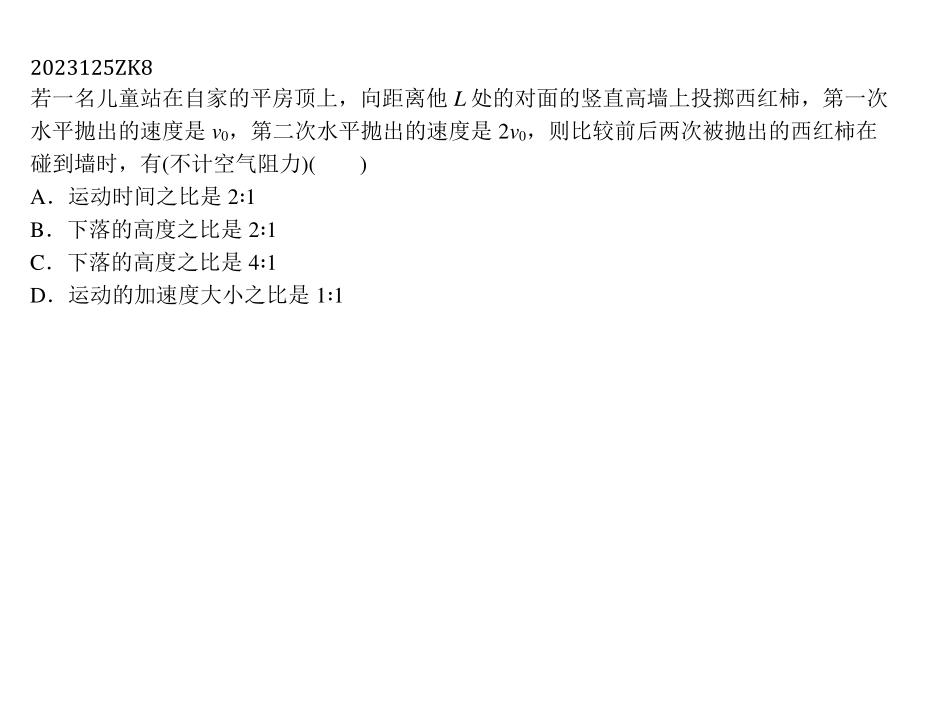 2023125ZK8
若一名儿童站在自家的平房顶上，向距离他 L 处的对面的竖直高墙上投掷西红柿，第一次
水平抛出的速度是 v₀，第二次水平抛出的速度是 2v₀，则比较前后两次被抛出的西红柿在
碰到墙时，有(不计空气阻力)(　　)
A．运动时间之比是 2∶1
B．下落的高度之比是 2∶1
C．下落的高度之比是 4∶1
D．运动的加速度大小之比是 1∶1